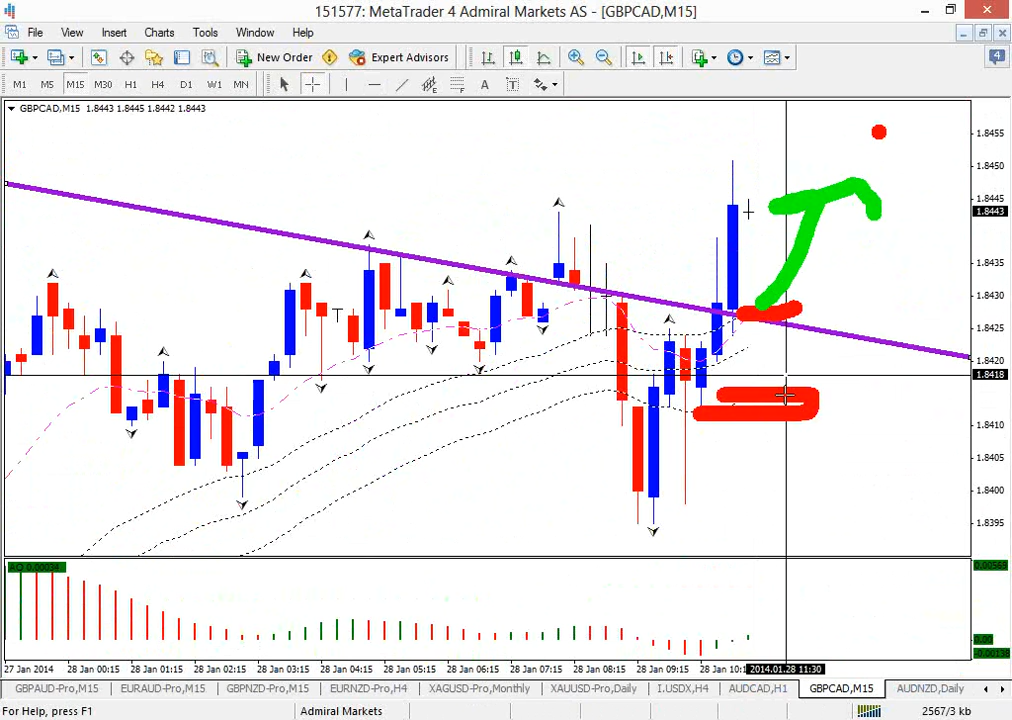 151577: MetaTrader 4 Admiral Markets AS - [GBPCAD,M15]
File View Insert Charts Tools Window Help
New Order Expert Advisors 4
M1 M5 M15 M30 H1 H4 D1 W1 MN A T
GBPCAD,M15 1.8443 1.8445 1.8442 1.8443
1.8455
1.8450
1.8445
1.8443
1.8435
1.8430
1.8425
1.8420
1.8418
1.8410
1.8405
1.8400
1.8395
AO 0.00034
0.00569
0.00
-0.00138
27 Jan 2014 28 Jan 00:15 28 Jan 01:15 28 Jan 02:15 28 Jan 03:15 28 Jan 04:15 28 Jan 05:15 28 Jan 06:15 28 Jan 07:15 28 Jan 08:15 28 Jan 09:15 28 Jan 10:1 2014.01.28 11:30
GBPAUD-Pro,M15 EURAUD-Pro,M15 GBPNZD-Pro,M15 EURNZD-Pro,H4 XAGUSD-Pro,Monthly XAUUSD-Pro,Daily I.USDX,H4 AUDCAD,H1 GBPCAD,M15 AUDNZD,Daily
For Help, press F1 Admiral Markets 2567/3 kb